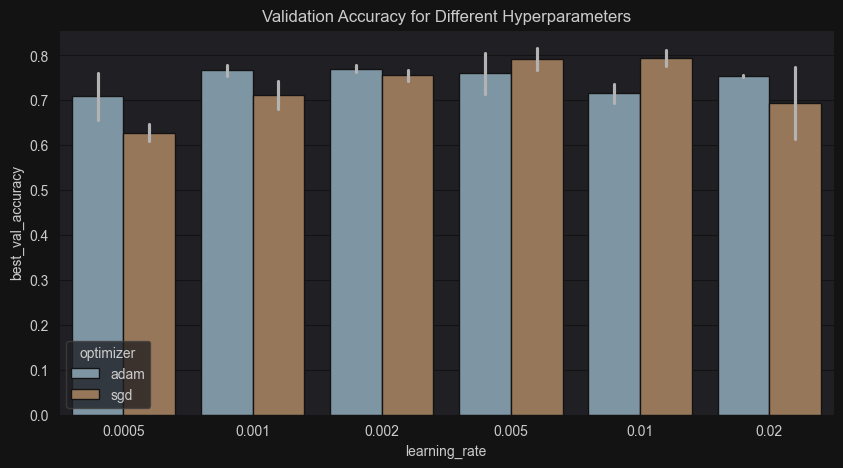 Validation Accuracy for Different Hyperparameters
best_val_accuracy
0.8
0.7
0.6
0.5
0.4
0.3
0.2
0.1
0.0
optimizer
adam
sgd
0.0005 0.001 0.002 0.005 0.01 0.02
learning_rate